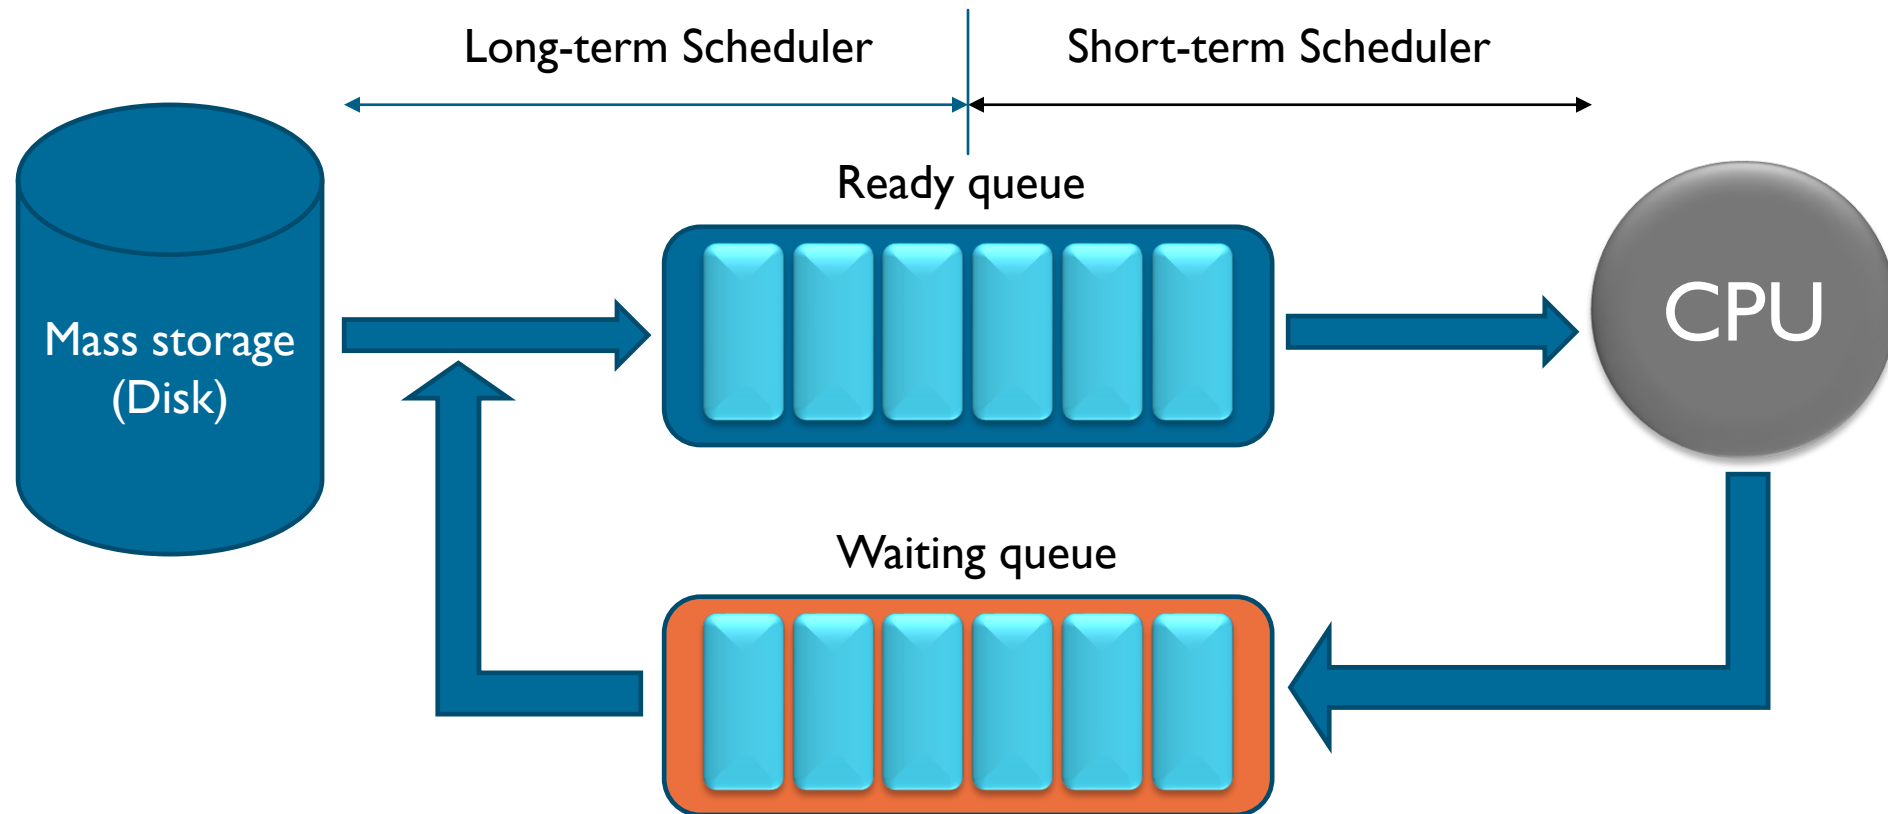 Long-term Scheduler
Short-term Scheduler
Ready queue
Mass storage
(Disk)
CPU
Waiting queue